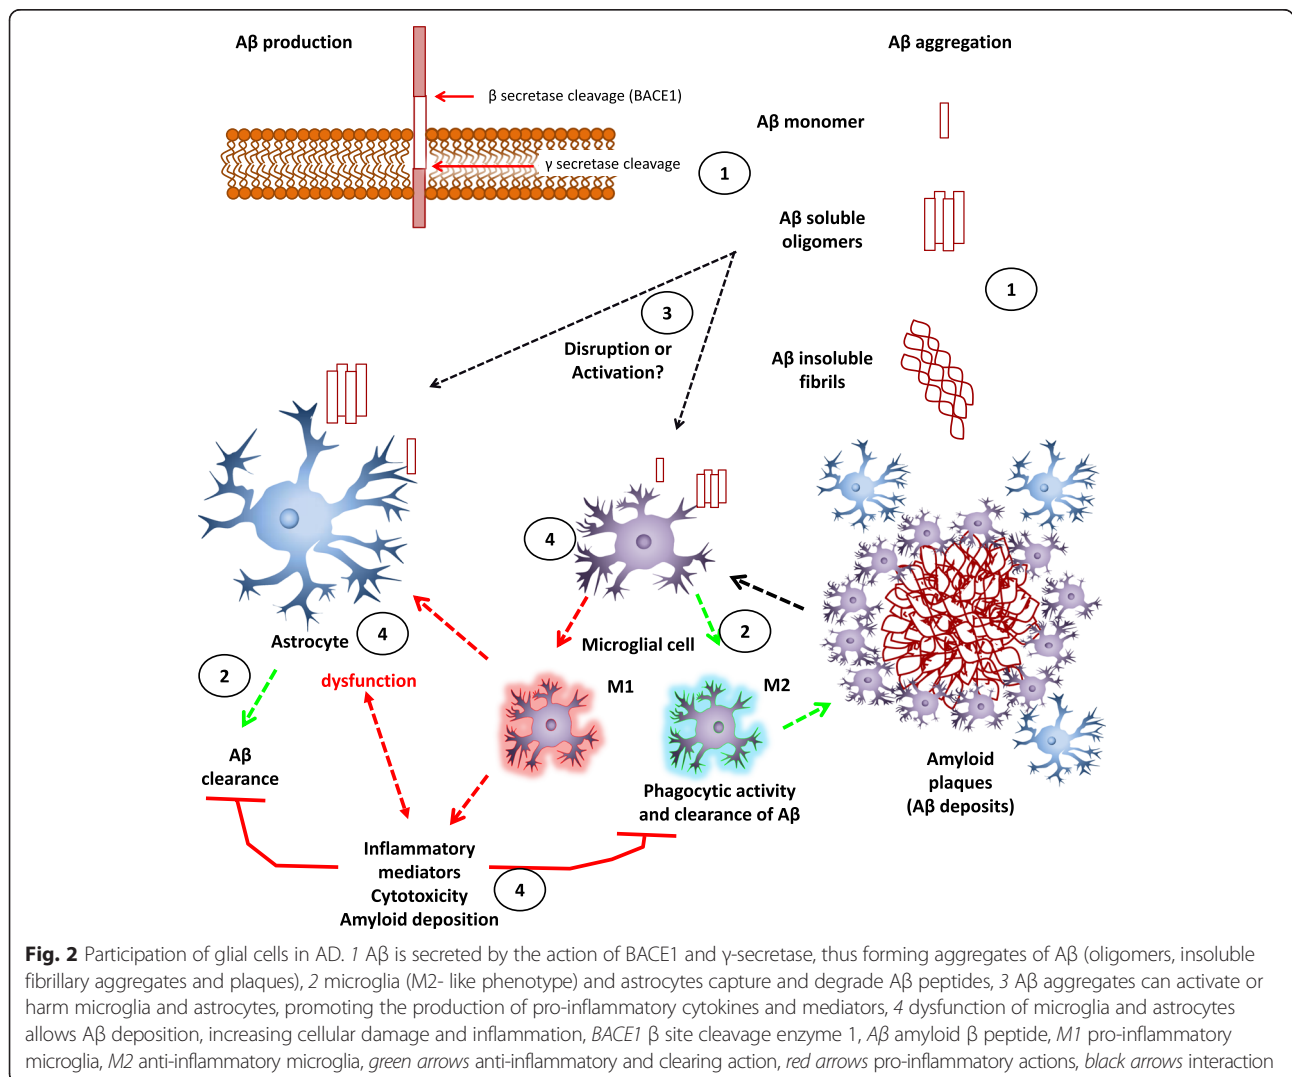 Aβ production
Aβ aggregation
β secretase cleavage (BACE1)
Aβ monomer
γ secretase cleavage
1
Aβ soluble
oligomers
1
3
Disruption or
Activation?
Aβ insoluble
fibrils
4
2
Astrocyte
4
Microglial cell
2
dysfunction
M1
M2
Aβ
clearance
Phagocytic activity
and clearance of Aβ
Amyloid
plaques
(Aβ deposits)
Inflammatory
mediators
Cytotoxicity
Amyloid deposition
4
Fig. 2 Participation of glial cells in AD. 1 Aβ is secreted by the action of BACE1 and γ-secretase, thus forming aggregates of Aβ (oligomers, insoluble
fibrillary aggregates and plaques), 2 microglia (M2- like phenotype) and astrocytes capture and degrade Aβ peptides, 3 Aβ aggregates can activate or
harm microglia and astrocytes, promoting the production of pro-inflammatory cytokines and mediators, 4 dysfunction of microglia and astrocytes
allows Aβ deposition, increasing cellular damage and inflammation, BACE1 β site cleavage enzyme 1, Aβ amyloid β peptide, M1 pro-inflammatory
microglia, M2 anti-inflammatory microglia, green arrows anti-inflammatory and clearing action, red arrows pro-inflammatory actions, black arrows interaction